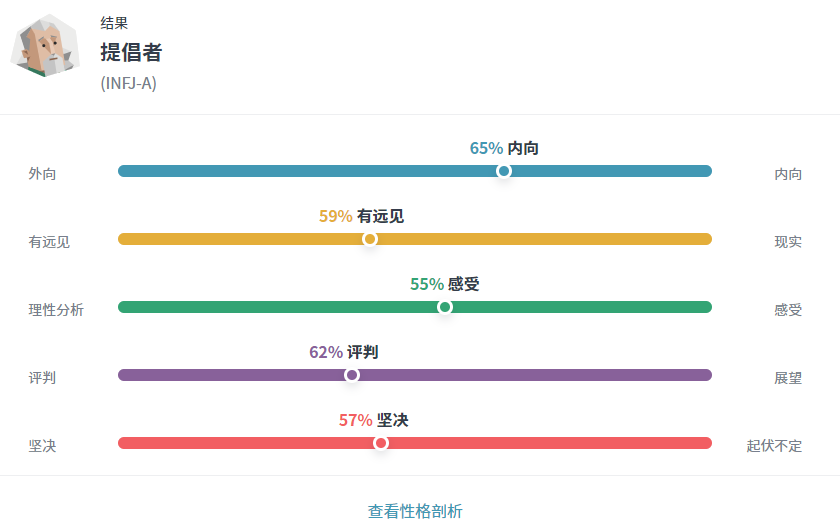 结果
提倡者
(INFJ-A)
65% 内向
外向 内向
59% 有远见
有远见 现实
55% 感受
理性分析 感受
62% 评判
评判 展望
57% 坚决
坚决 起伏不定
查看性格剖析